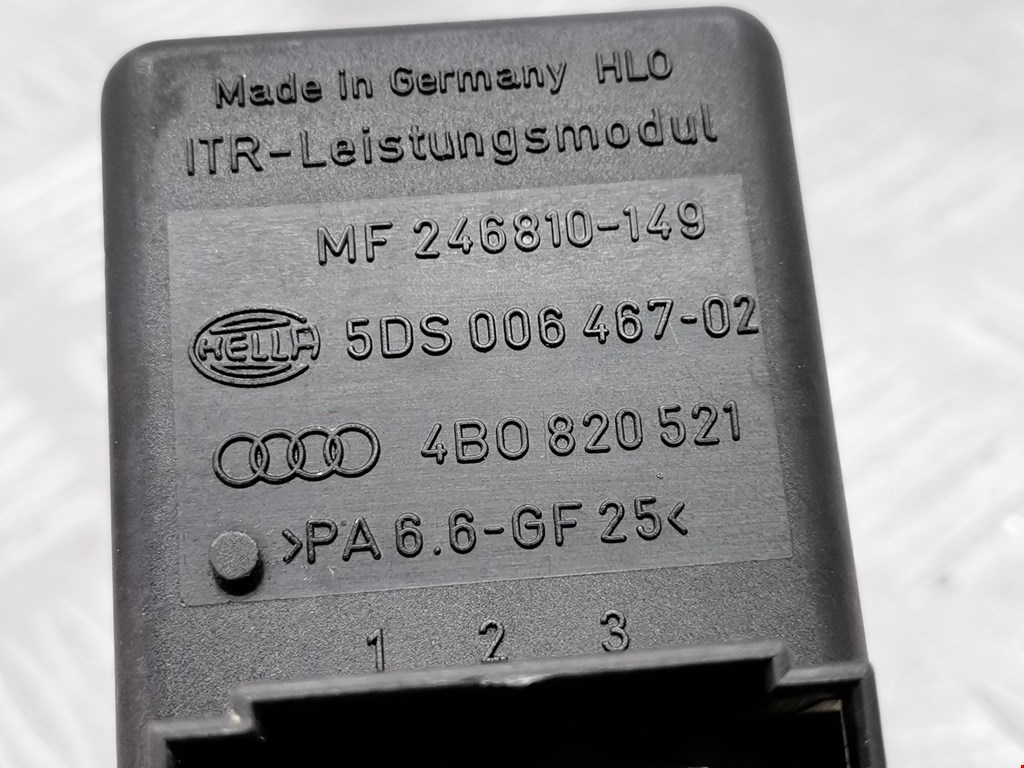 Made in Germany HLO
ITR-Leistungsmodul
MF 246810-149
HELLA 5DS 006 467-02
4B0 820 521
>PA 6.6-GF 25<
1 2 3